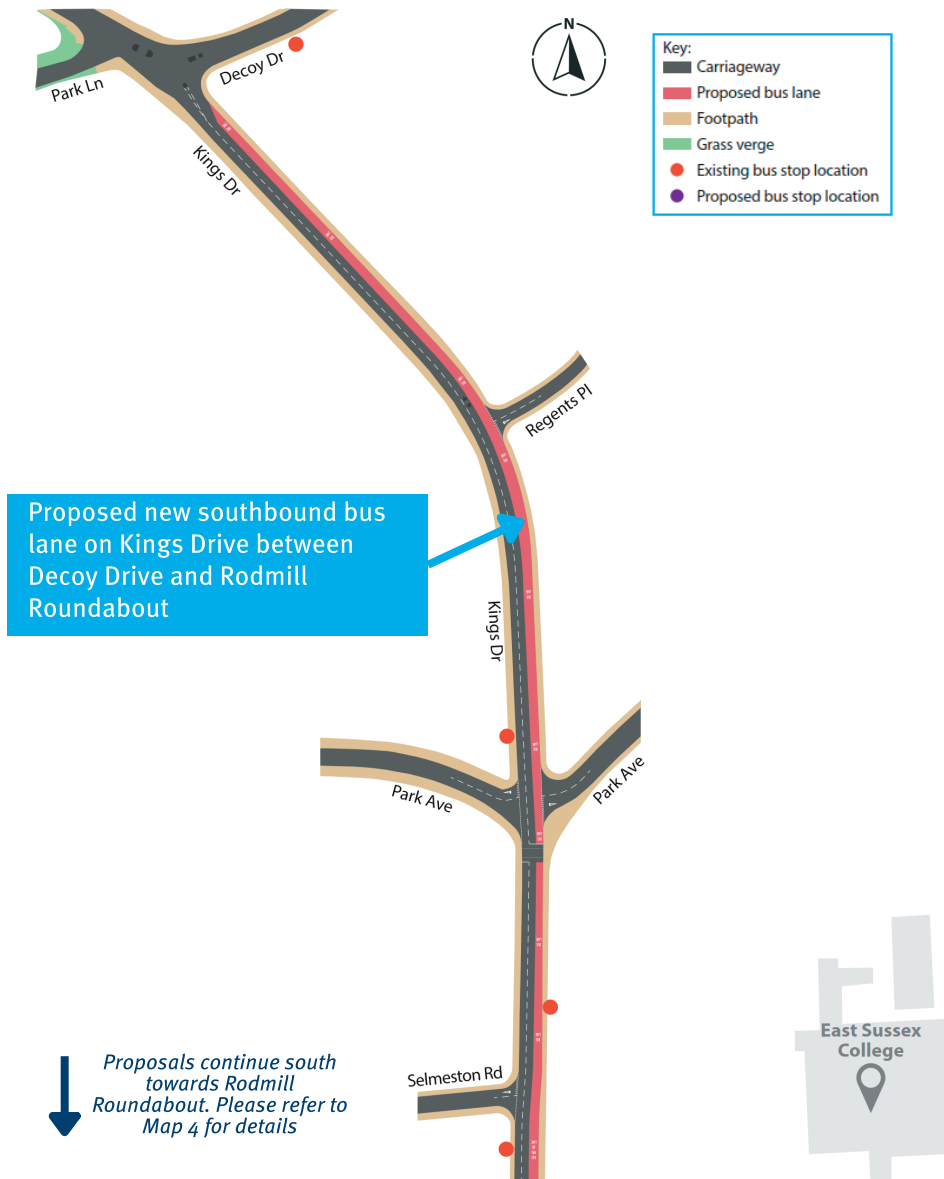 N
Key:
Carriageway
Proposed bus lane
Footpath
Grass verge
Existing bus stop location
Proposed bus stop location
Park Ln
Decoy Dr
Kings Dr
Regents Pl
Proposed new southbound bus
lane on Kings Drive between
Decoy Drive and Rodmill
Roundabout
Kings Dr
Park Ave
Park Ave
East Sussex
College
Selmeston Rd
Proposals continue south
towards Rodmill
Roundabout. Please refer to
Map 4 for details